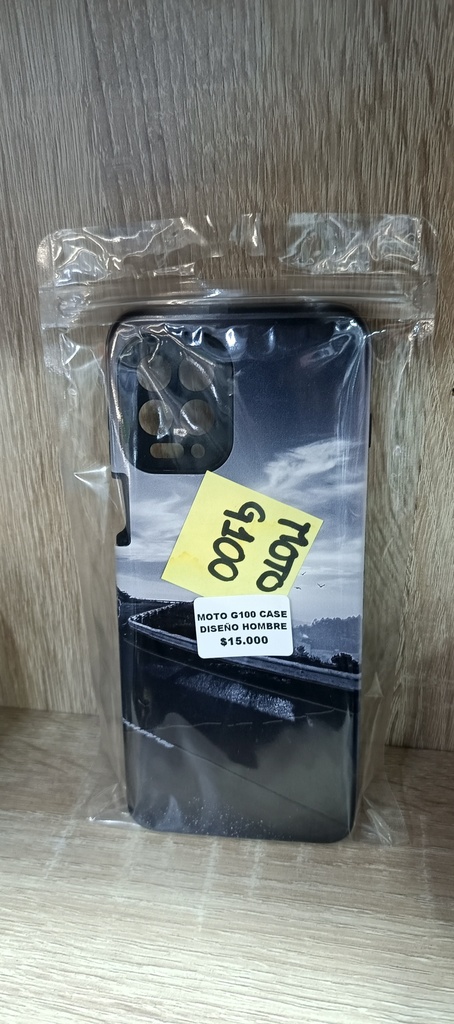 MOTO
G100
MOTO G100 CASE
DISEÑO HOMBRE
$15.000